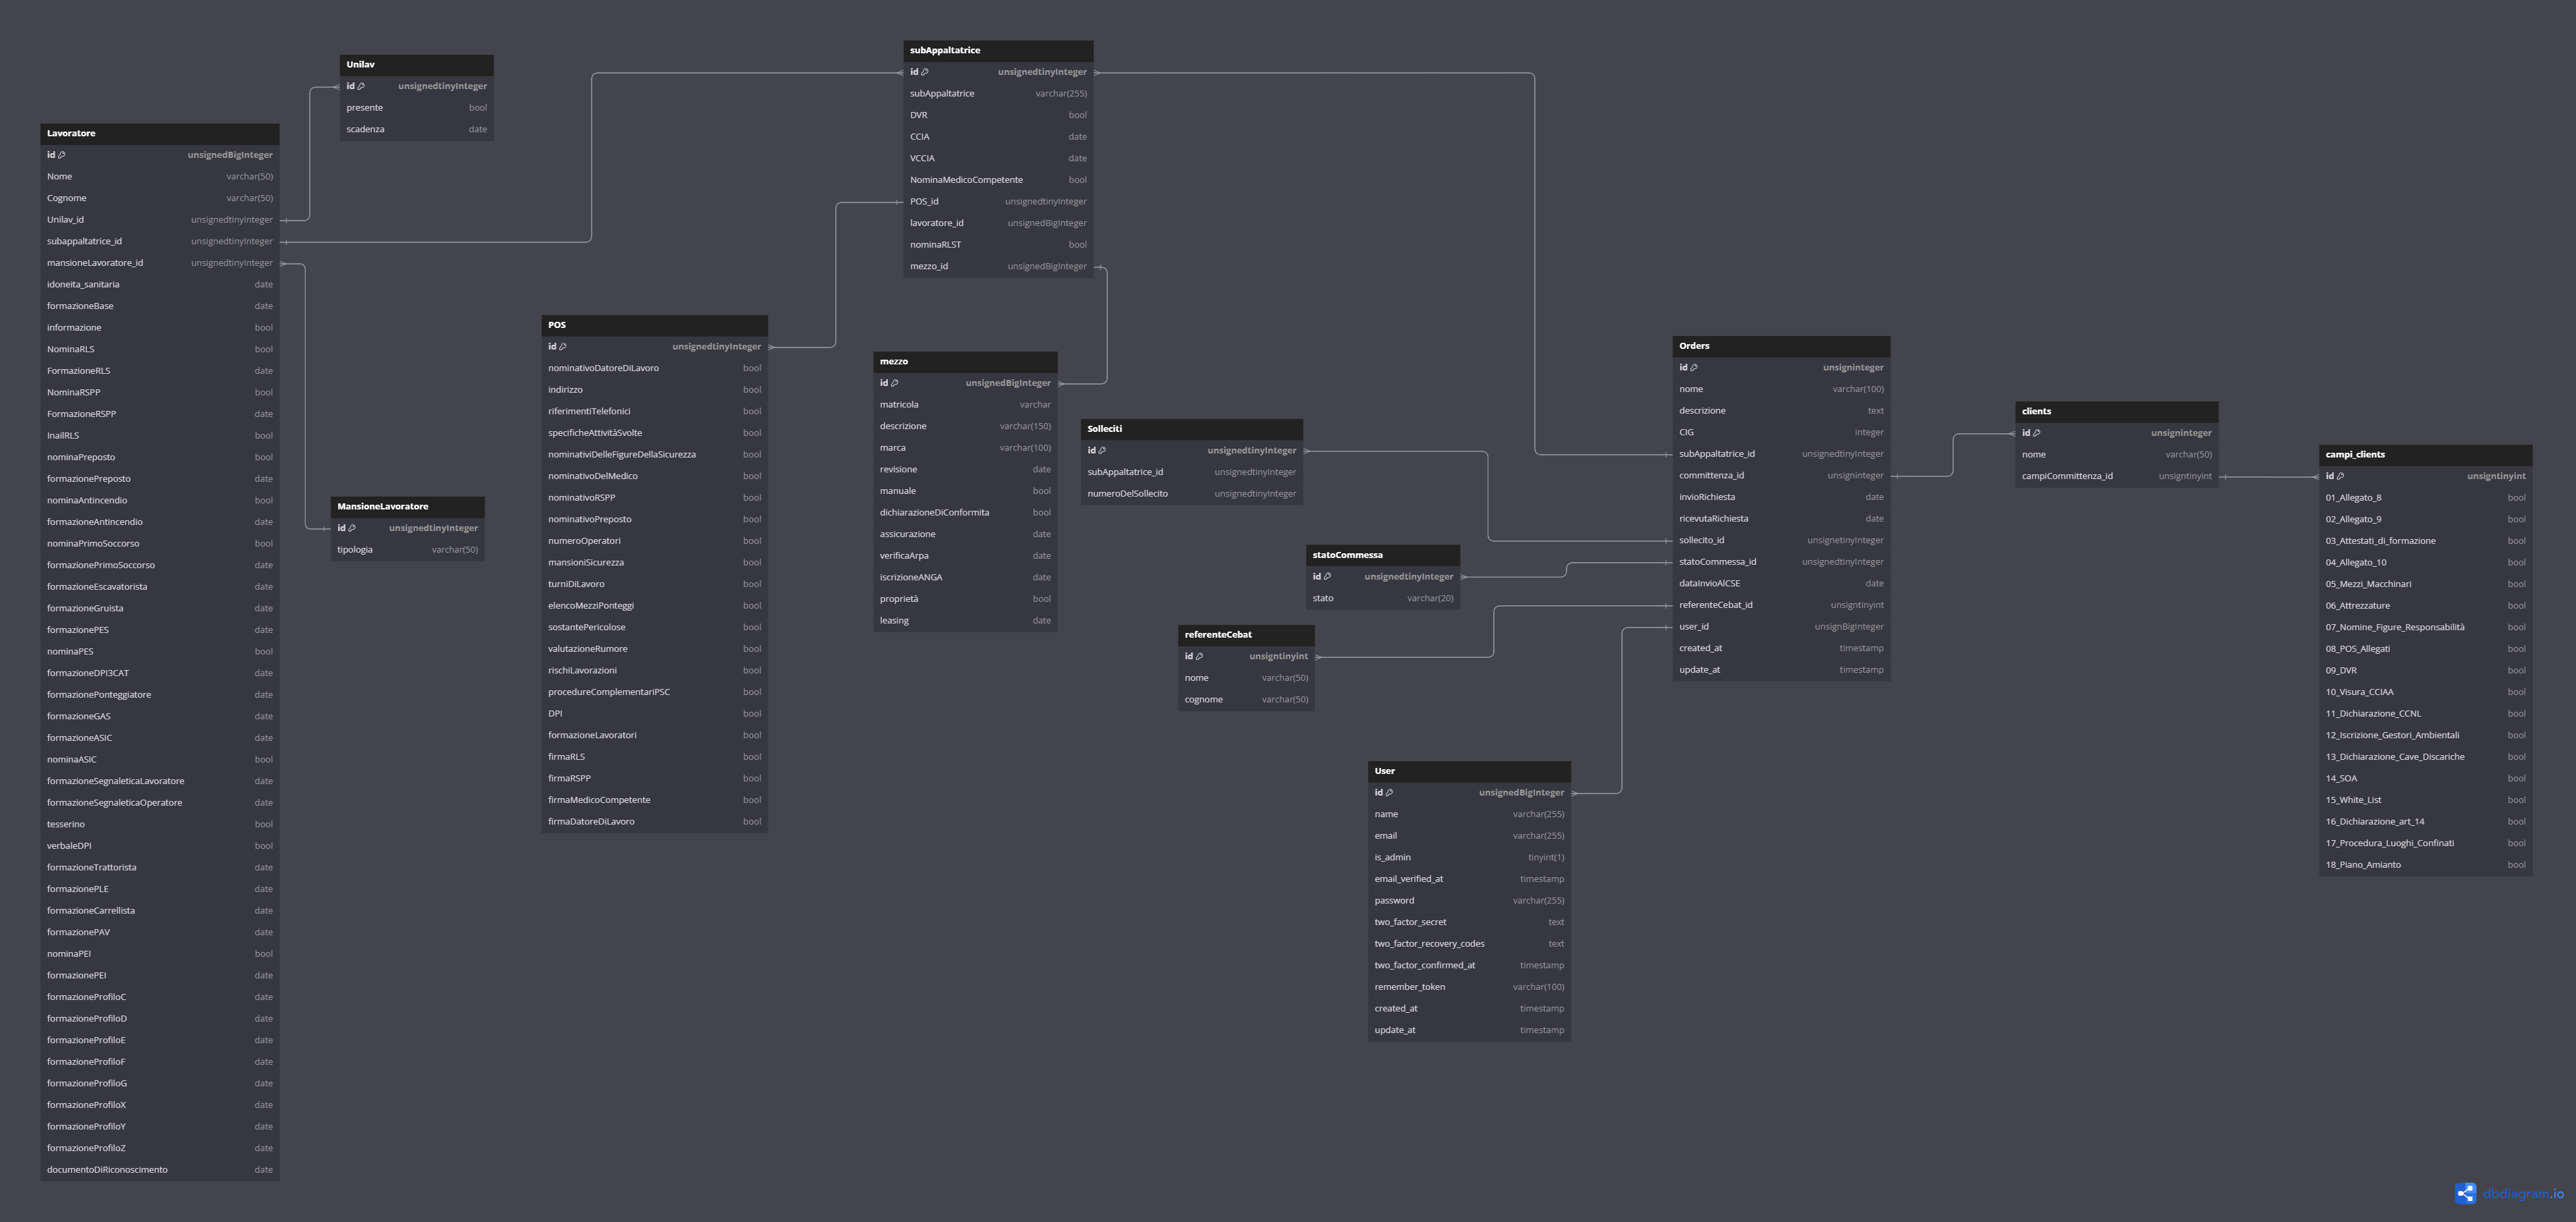 Lavoratore
id unsignedBigInteger
Nome varchar(50)
Cognome varchar(50)
Unilav_id unsignedtinyInteger
subappaltatrice_id unsignedtinyInteger
mansioneLavoratore_id unsignedtinyInteger
idoneita_sanitaria date
formazioneBase date
informazione bool
NominaRLS bool
FormazioneRLS date
NominaRSPP bool
FormazioneRSPP date
InailRLS bool
nominaPreposto bool
formazionePreposto date
nominaAntincendio bool
formazioneAntincendio date
nominaPrimoSoccorso bool
formazionePrimoSoccorso date
formazioneEscavatorista date
formazioneGruista date
formazionePES date
nominaPES bool
formazioneDPI3CAT date
formazionePonteggiatore date
formazioneGAS date
formazioneASIC date
nominaASIC bool
formazioneSegnaleticaLavoratore date
formazioneSegnaleticaOperatore date
tesserino bool
verbaleDPI bool
formazioneTrattorista date
formazionePLE date
formazioneCarrellista date
formazionePAV date
nominaPEI bool
formazionePEI date
formazioneProfiloC date
formazioneProfiloD date
formazioneProfiloE date
formazioneProfiloF date
formazioneProfiloG date
formazioneProfiloX date
formazioneProfiloY date
formazioneProfiloZ date
documentoDiRiconoscimento date
Unilav
id unsignedtinyInteger
presente bool
scadenza date
MansioneLavoratore
id unsignedtinyInteger
tipologia varchar(50)
POS
id unsignedtinyInteger
nominativoDatoreDiLavoro bool
indirizzo bool
riferimentiTelefonici bool
specificheAttivitàSvolte bool
nominativiDelleFigureDellaSicurezza bool
nominativoDelMedico bool
nominativoRSPP bool
nominativoPreposto bool
numeroOperatori bool
mansioniSicurezza bool
turniDiLavoro bool
elencoMezziPonteggi bool
sostantePericolose bool
valutazioneRumore bool
rischiLavorazioni bool
procedureComplementariPSC bool
DPI bool
formazioneLavoratori bool
firmaRLS bool
firmaRSPP bool
firmaMedicoCompetente bool
firmaDatoreDiLavoro bool
subAppaltatrice
id unsignedtinyInteger
subAppaltatrice varchar(255)
DVR bool
CCIA date
VCCIA date
NominaMedicoCompetente bool
POS_id unsignedtinyInteger
lavoratore_id unsignedBigInteger
nominaRLST bool
mezzo_id unsignedBigInteger
mezzo
id unsignedBigInteger
matricola varchar
descrizione varchar(150)
marca varchar(100)
revisione date
manuale bool
dichiarazioneDiConformita bool
assicurazione date
verificaArpa date
iscrizioneANGA date
proprietà bool
leasing date
Solleciti
id unsignedtinyInteger
subAppaltatrice_id unsignedtinyInteger
numeroDelSollecito unsignedtinyInteger
statoCommessa
id unsignedtinyInteger
stato varchar(20)
referenteCebat
id unsigntinyint
nome varchar(50)
cognome varchar(50)
User
id unsignedBigInteger
name varchar(255)
email varchar(255)
is_admin tinyint(1)
email_verified_at timestamp
password varchar(255)
two_factor_secret text
two_factor_recovery_codes text
two_factor_confirmed_at timestamp
remember_token varchar(100)
created_at timestamp
update_at timestamp
Orders
id unsigninteger
nome varchar(100)
descrizione text
CIG integer
subAppaltatrice_id unsignedtinyInteger
committenza_id unsigninteger
invioRichiesta date
ricevutaRichiesta date
sollecito_id unsignetinyInteger
statoCommessa_id unsignedtinyInteger
dataInvioAlCSE date
referenteCebat_id unsigntinyint
user_id unsignBigInteger
created_at timestamp
update_at timestamp
clients
id unsigninteger
nome varchar(50)
campiCommittenza_id unsigntinyint
campi_clients
id unsigntinyint
01_Allegato_8 bool
02_Allegato_9 bool
03_Attestati_di_formazione bool
04_Allegato_10 bool
05_Mezzi_Macchinari bool
06_Attrezzature bool
07_Nomine_Figure_Responsabilità bool
08_POS_Allegati bool
09_DVR bool
10_Visura_CCIAA bool
11_Dichiarazione_CCNL bool
12_Iscrizione_Gestori_Ambientali bool
13_Dichiarazione_Cave_Discariche bool
14_SOA bool
15_White_List bool
16_Dichiarazione_art_14 bool
17_Procedura_Luoghi_Confinati bool
18_Piano_Amianto bool
dbdiagram.io